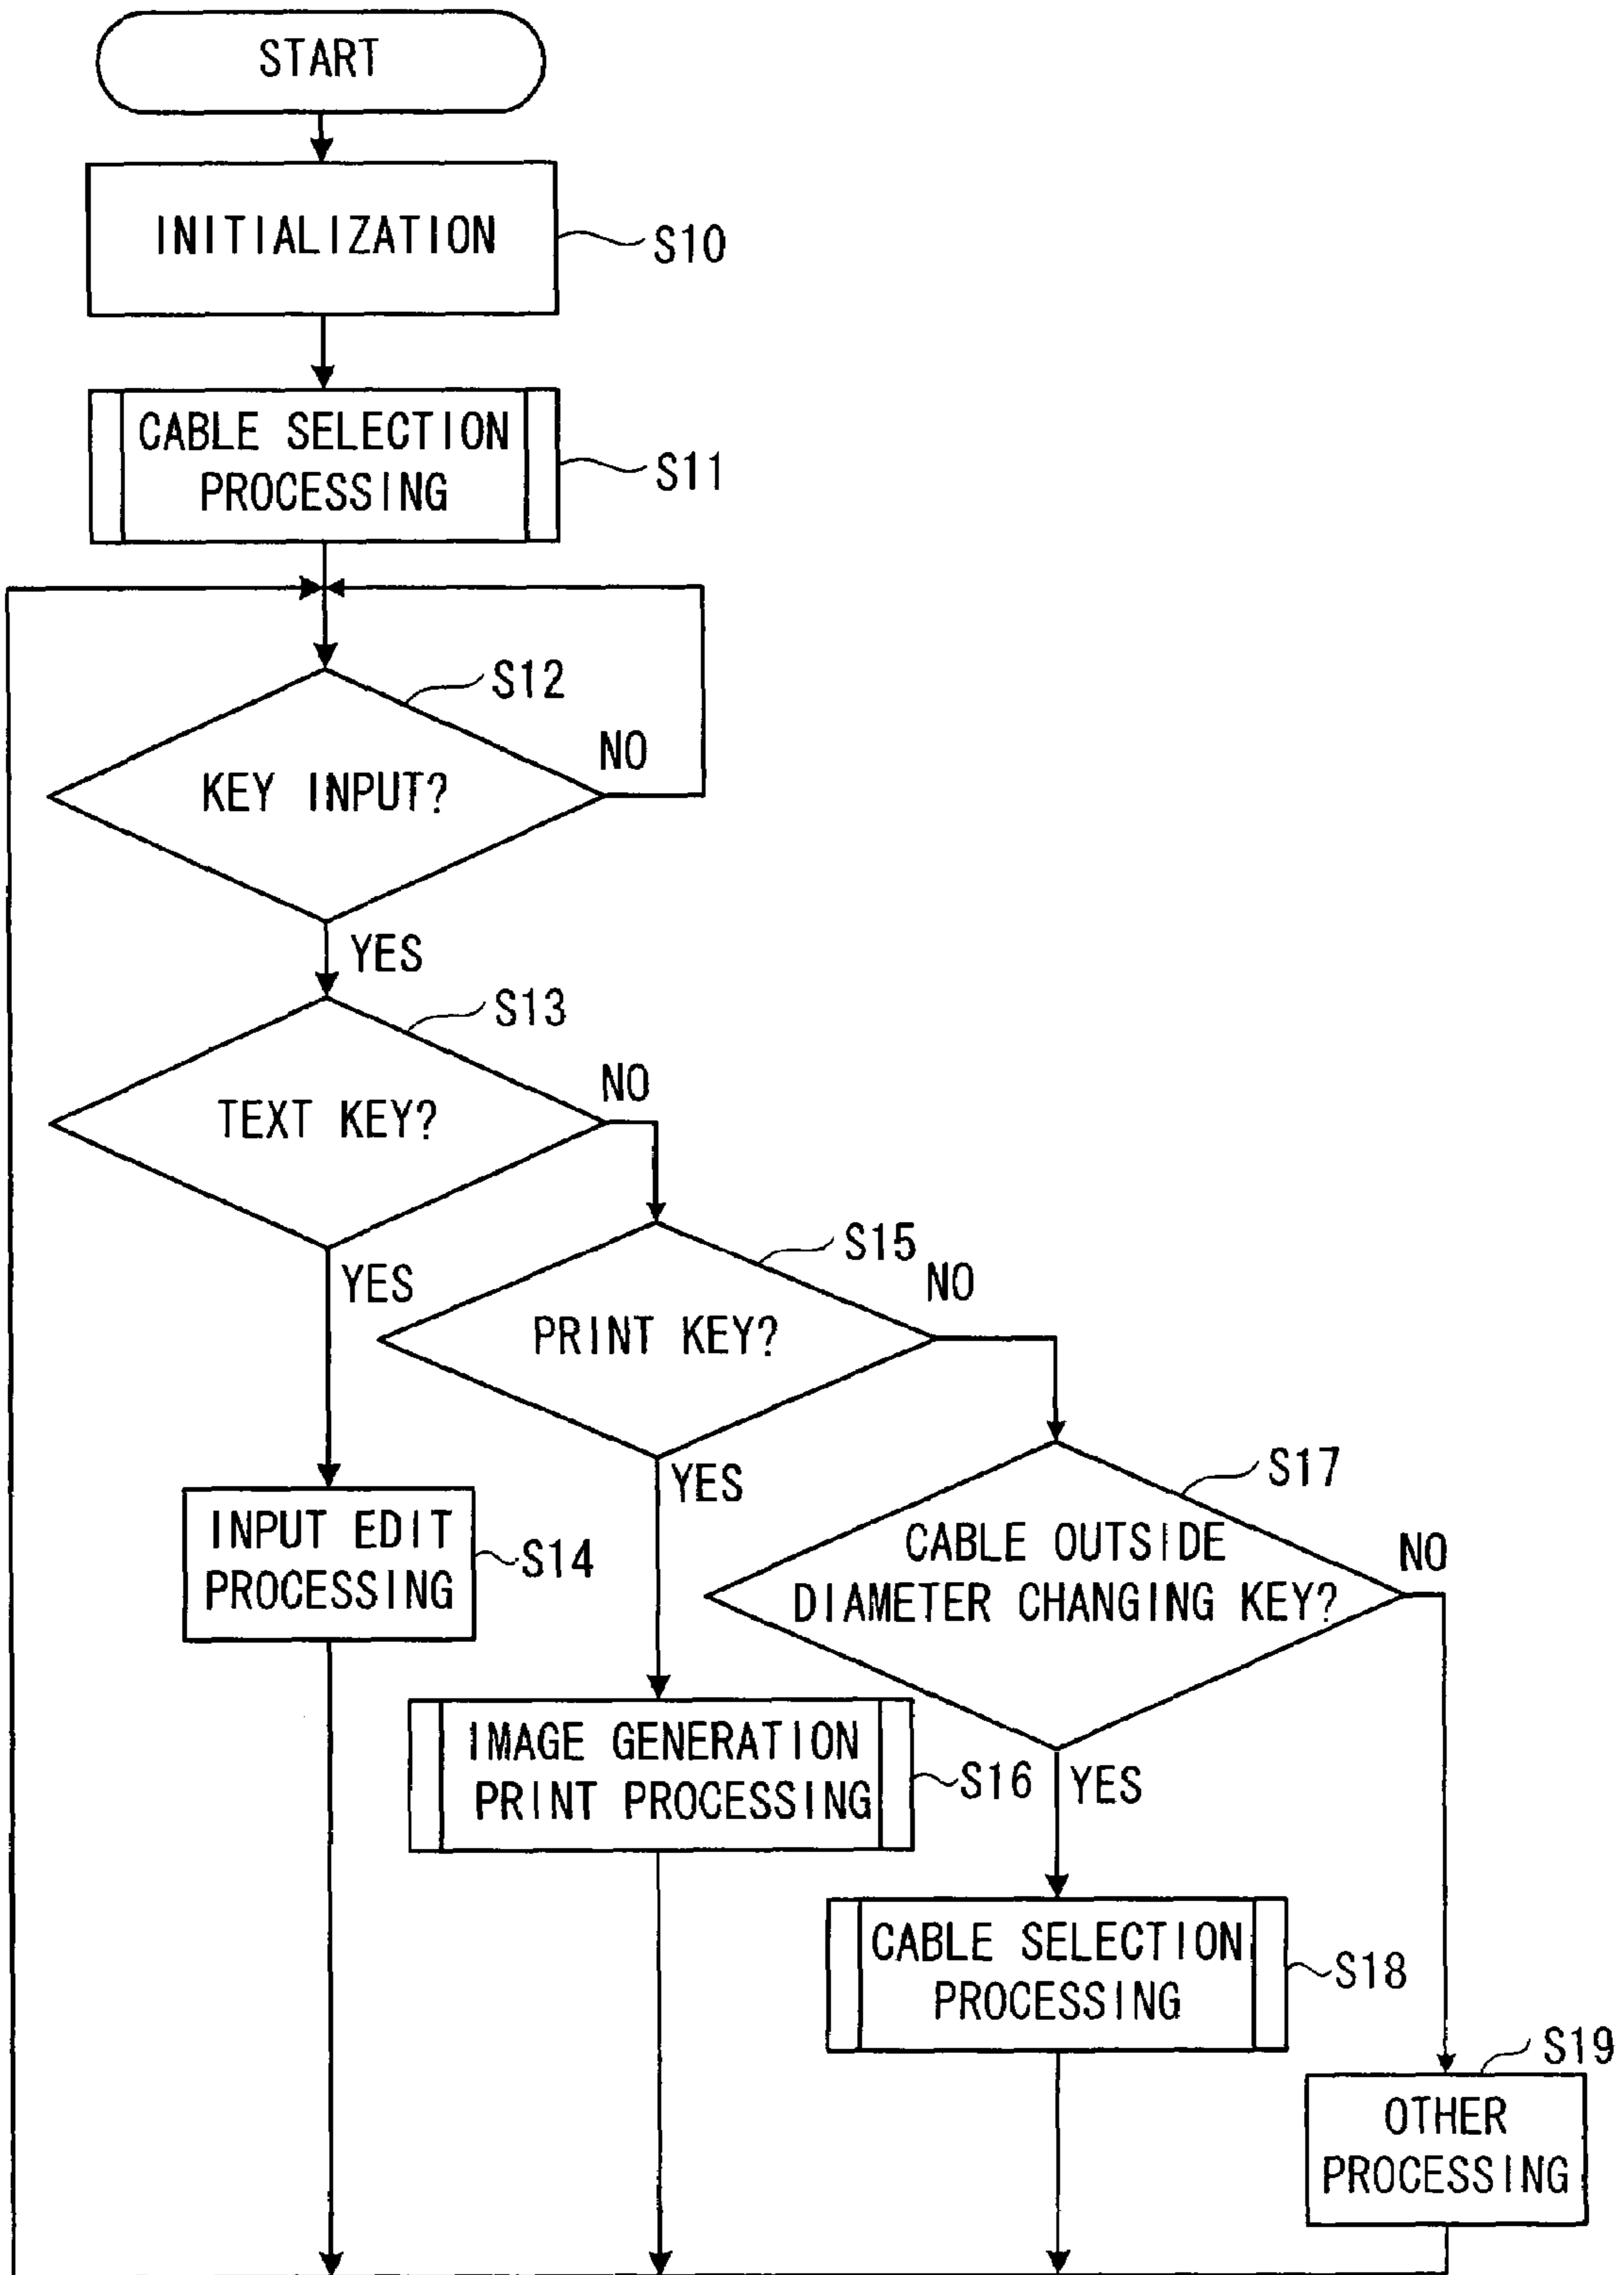 START
INITIALIZATION
S10
CABLE SELECTION
PROCESSING
S11
S12
NO
KEY INPUT?
YES
S13
NO
TEXT KEY?
YES
S15
NO
PRINT KEY?
YES
S17
NO
CABLE OUTSIDE
DIAMETER CHANGING KEY?
INPUT EDIT
PROCESSING
S14
IMAGE GENERATION
PRINT PROCESSING
S16
YES
CABLE SELECTION
PROCESSING
S18
S19
OTHER
PROCESSING